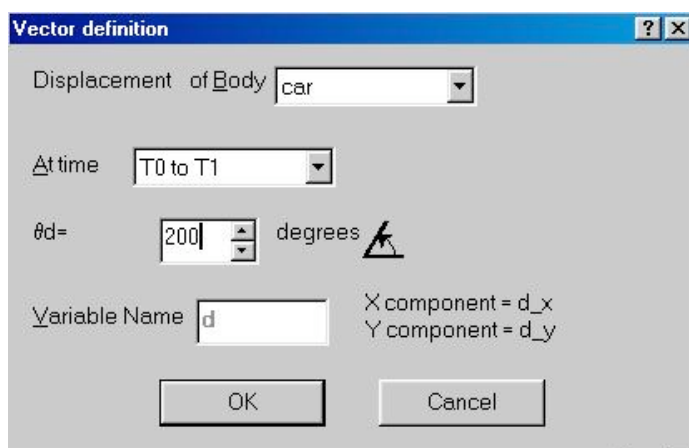 Vector definition
Displacement of Body car
At time T0 to T1
θd= 200 degrees
Variable Name d
X component = d_x
Y component = d_y
OK Cancel